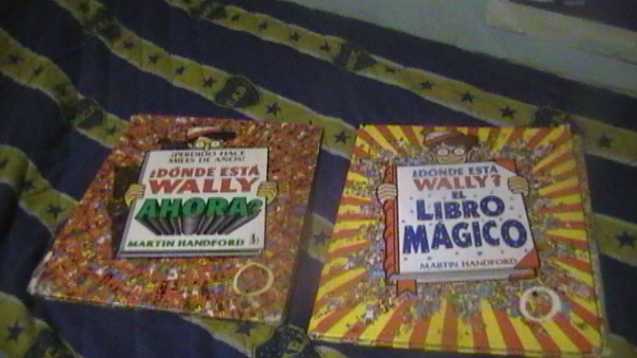 ¡PERDIDO HACE
MILES DE AÑOS!
¿DÓNDE ESTÁ
WALLY
AHORA?
MARTIN HANDFORD
¿DÓNDE ESTÁ
WALLY?
EL
LIBRO
MÁGICO
MARTIN HANDFORD